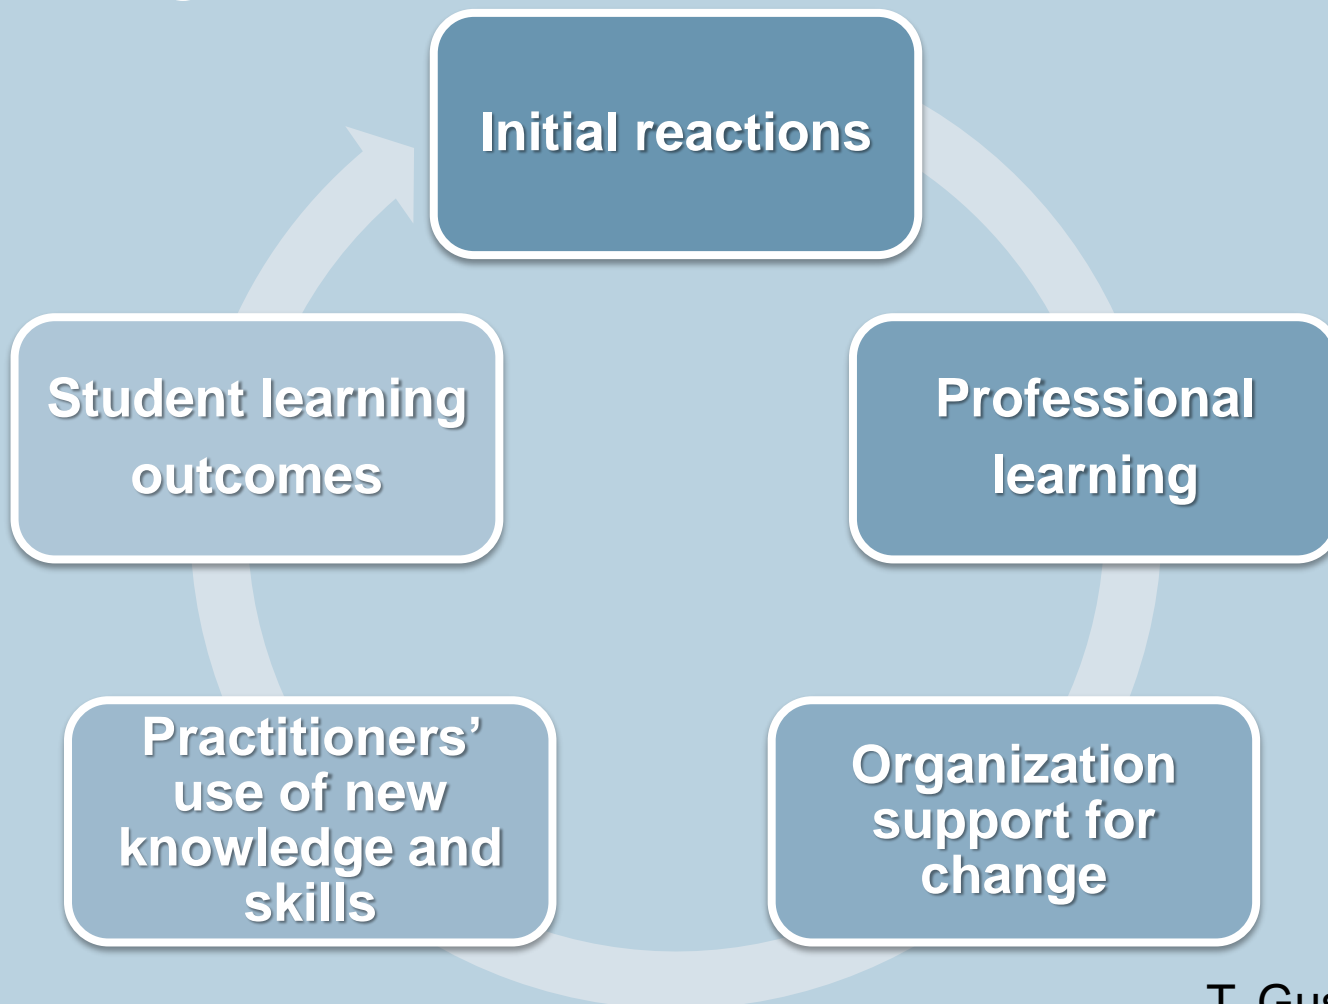 Initial reactions
Professional
learning
Organization
support for
change
Practitioners’
use of new
knowledge and
skills
Student learning
outcomes
T.